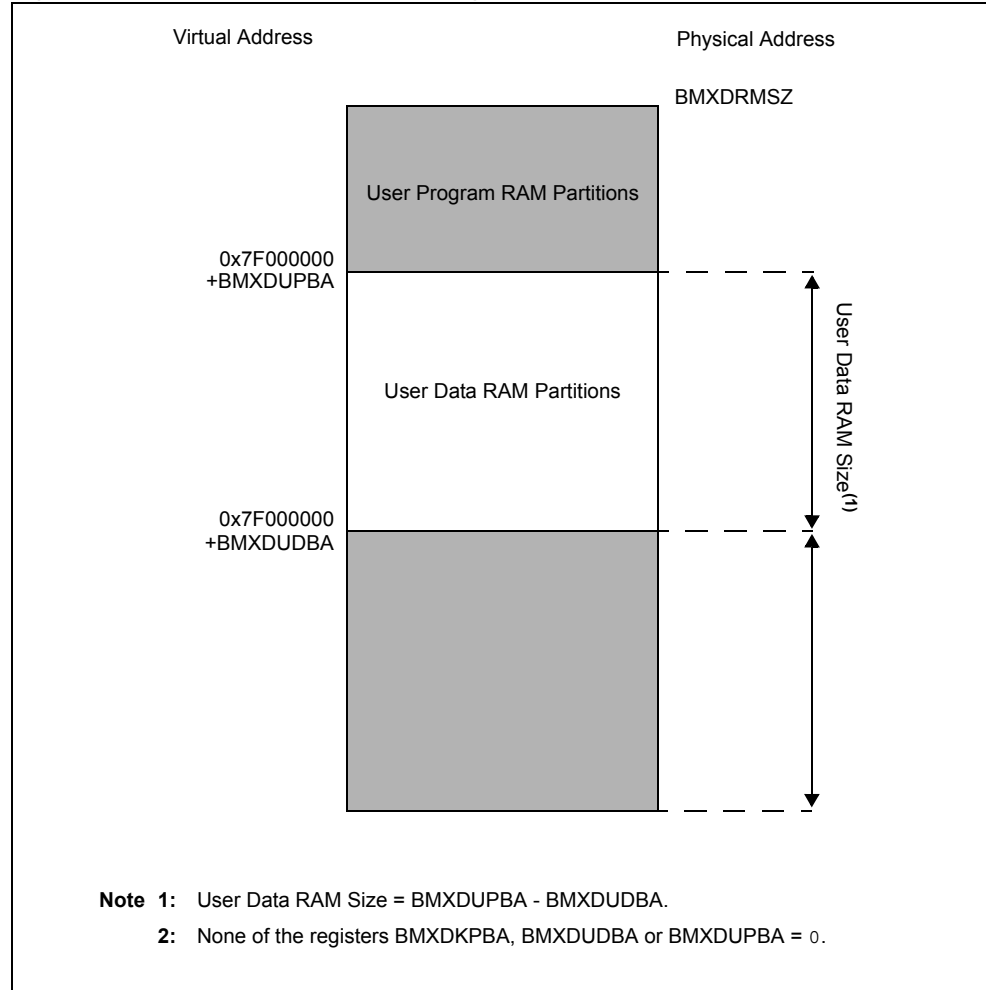 Virtual Address
Physical Address
BMXDRMSZ
User Program RAM Partitions
0x7F000000
+BMXDUPBA
User Data RAM Size(1)
User Data RAM Partitions
0x7F000000
+BMXDUDBA
Note 1: User Data RAM Size = BMXDUPBA - BMXDUDBA.
2: None of the registers BMXDKPBA, BMXDUDBA or BMXDUPBA = 0.